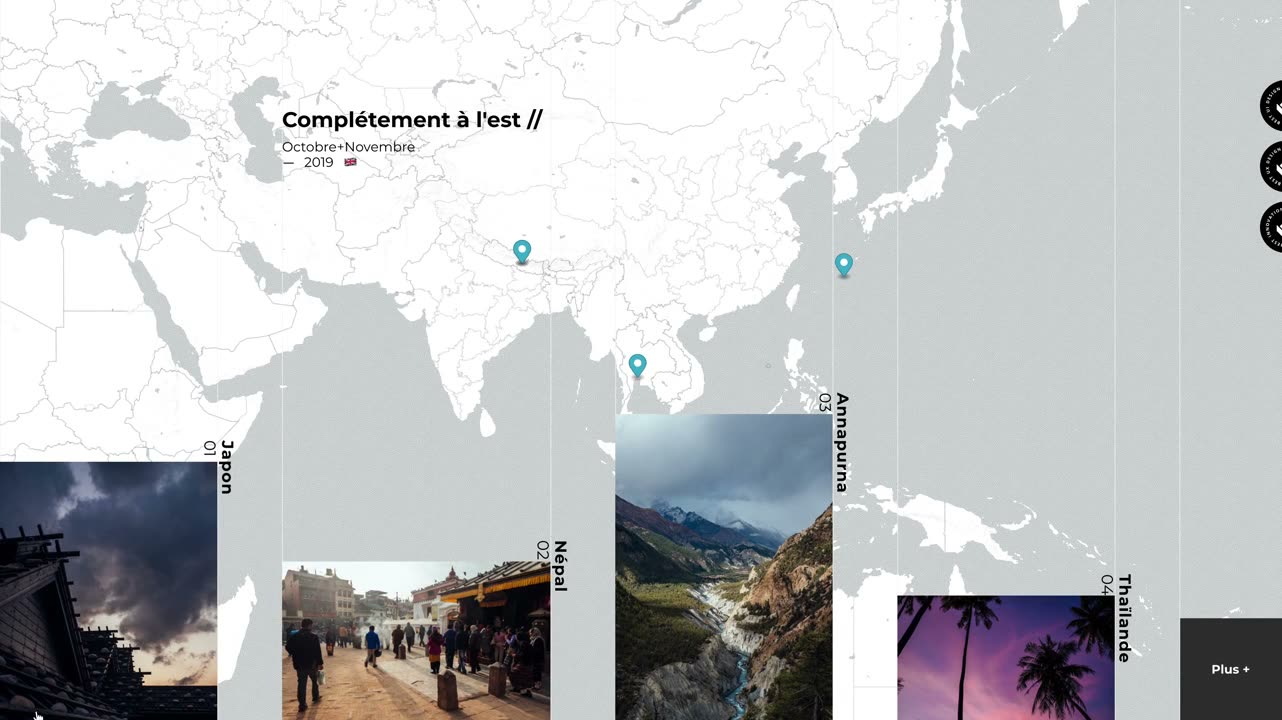 Complétement à l'est //
Octobre+Novembre
— 2019
01
Japon
02
Népal
03
Annapurna
04
Thaïlande
Plus +